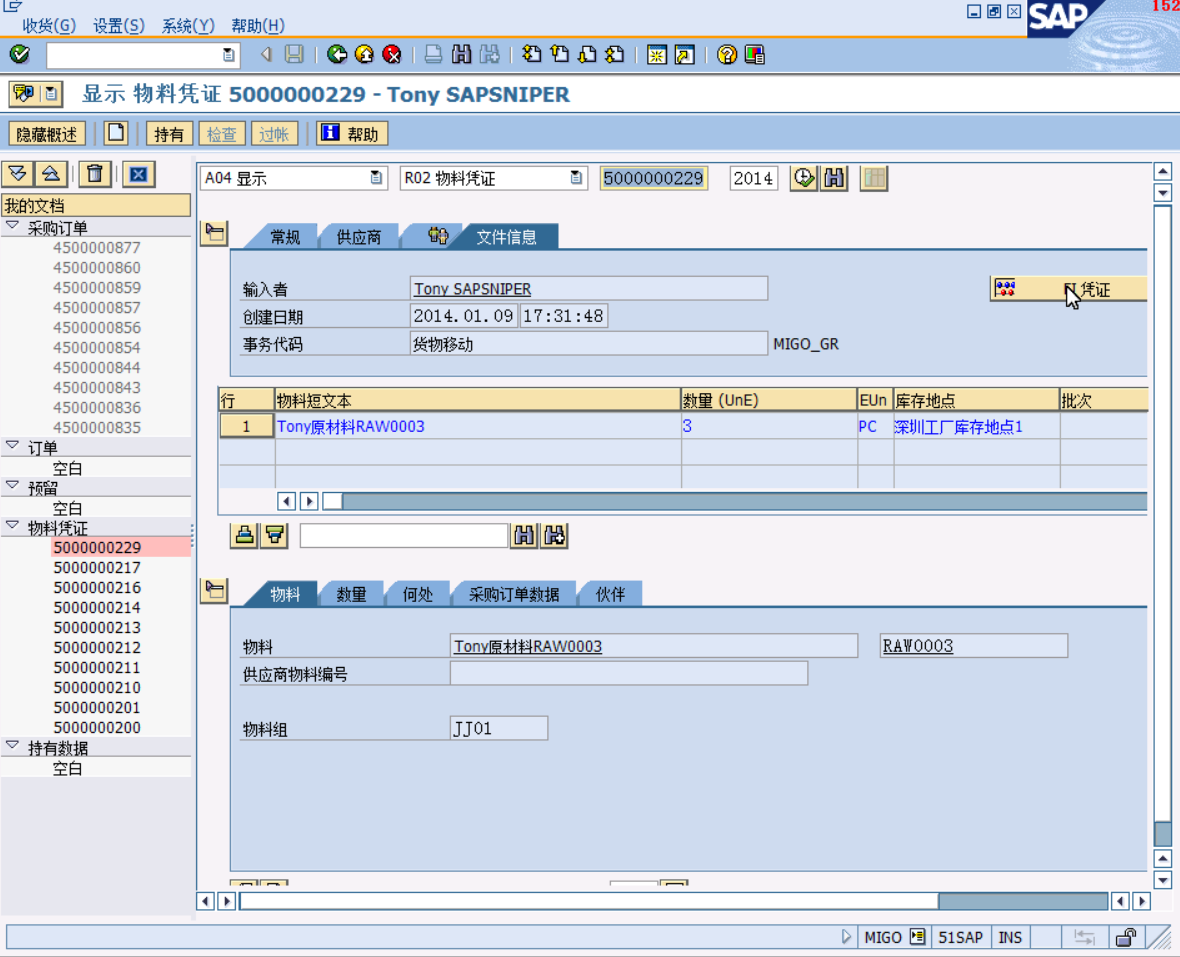 152
收货(G) 设置(S) 系统(Y) 帮助(H)
SAP
显示 物料凭证 5000000229 - Tony SAPSNIPER
隐藏概述 持有 检查 过帐 帮助
A04 显示 R02 物料凭证 5000000229 2014
我的文档
采购订单
4500000877
4500000860
4500000859
4500000857
4500000856
4500000854
4500000844
4500000843
4500000836
4500000835
订单
空白
预留
空白
物料凭证
5000000229
5000000217
5000000216
5000000214
5000000213
5000000212
5000000211
5000000210
5000000201
5000000200
持有数据
空白
常规 供应商 文件信息
输入者 Tony SAPSNIPER 凭证
创建日期 2014.01.09 17:31:48
事务代码 货物移动 MIGO_GR
行 物料短文本 数量 (UnE) EUn 库存地点 批次
1 Tony原材料RAW0003 3 PC 深圳工厂库存地点1
物料 数量 何处 采购订单数据 伙伴
物料 Tony原材料RAW0003 RAW0003
供应商物料编号
物料组 JJ01
MIGO 51SAP INS